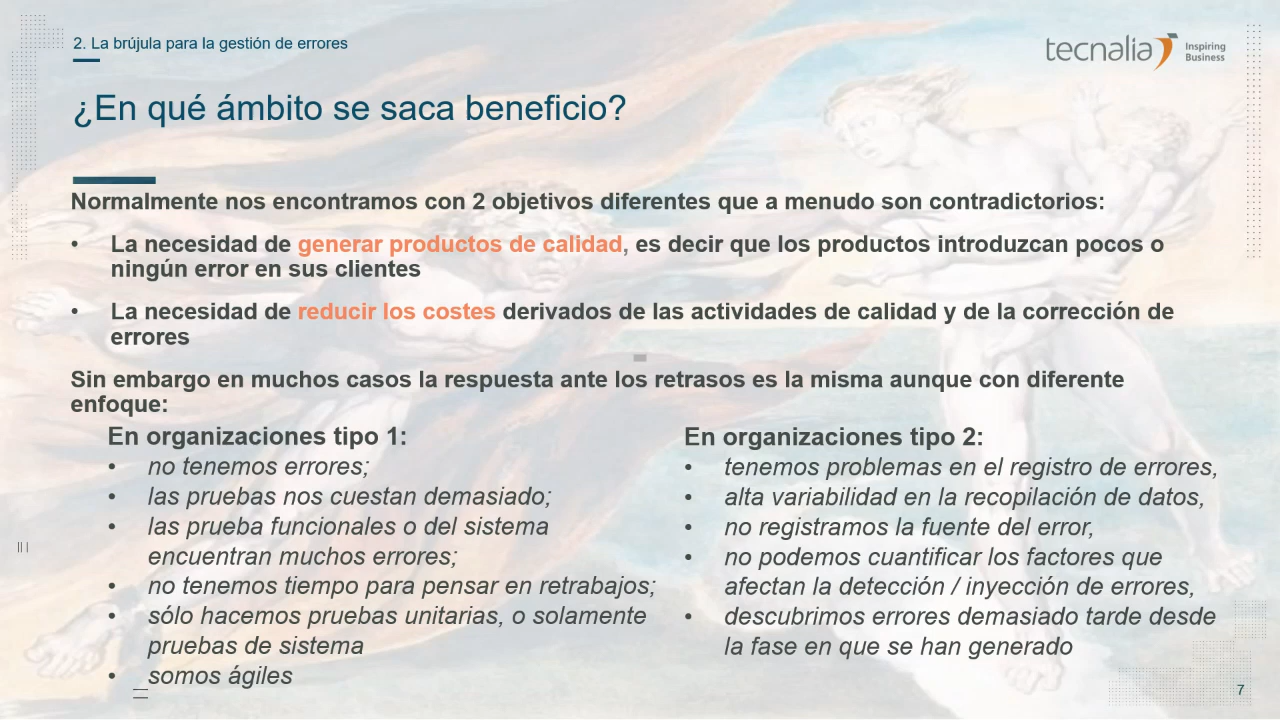 2. La brújula para la gestión de errores
tecnalia Inspiring
Business
¿En qué ámbito se saca beneficio?
Normalmente nos encontramos con 2 objetivos diferentes que a menudo son contradictorios:
• La necesidad de generar productos de calidad, es decir que los productos introduzcan pocos o
ningún error en sus clientes
• La necesidad de reducir los costes derivados de las actividades de calidad y de la corrección de
errores
Sin embargo en muchos casos la respuesta ante los retrasos es la misma aunque con diferente
enfoque:
En organizaciones tipo 1:
• no tenemos errores;
• las pruebas nos cuestan demasiado;
• las prueba funcionales o del sistema
encuentran muchos errores;
• no tenemos tiempo para pensar en retrabajos;
• sólo hacemos pruebas unitarias, o solamente
pruebas de sistema
• somos ágiles
En organizaciones tipo 2:
• tenemos problemas en el registro de errores,
• alta variabilidad en la recopilación de datos,
• no registramos la fuente del error,
• no podemos cuantificar los factores que
afectan la detección / inyección de errores,
• descubrimos errores demasiado tarde desde
la fase en que se han generado
7